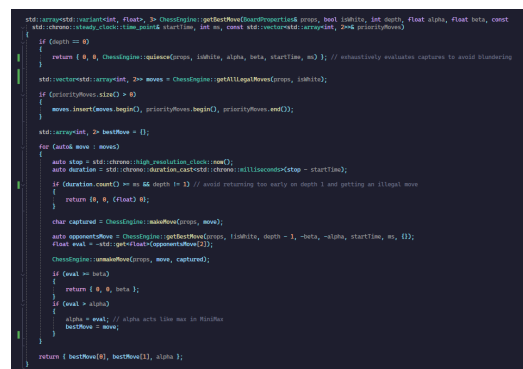 std::array<std::variant<int, float>, 3> ChessEngine::getBestMove(BoardProperties& props, bool isWhite, int depth, float alpha, float beta, const
std::chrono::steady_clock::time_point& startTime, int ms, const std::vector<std::array<int, 2>>& priorityMoves)
{
if (depth == 0)
{
return { 0, 0, ChessEngine::quiesce(props, isWhite, alpha, beta, startTime, ms) }; // exhaustively evaluates captures to avoid blundering
}
std::vector<std::array<int, 2>> moves = ChessEngine::getAllLegalMoves(props, isWhite);
if (priorityMoves.size() > 0)
{
moves.insert(moves.begin(), priorityMoves.begin(), priorityMoves.end());
}
std::array<int, 2> bestMove = {};
for (auto& move : moves)
{
auto stop = std::chrono::high_resolution_clock::now();
auto duration = std::chrono::duration_cast<std::chrono::milliseconds>(stop - startTime);
if (duration.count() >= ms && depth != 1) // avoid returning too early on depth 1 and getting an illegal move
{
return {0, 0, (float) 0};
}
char captured = ChessEngine::makeMove(props, move);
auto opponentsMove = ChessEngine::getBestMove(props, !isWhite, depth - 1, -beta, -alpha, startTime, ms, {});
float eval = -std::get<float>(opponentsMove[2]);
ChessEngine::unmakeMove(props, move, captured);
if (eval >= beta)
{
return { 0, 0, beta };
}
if (eval > alpha)
{
alpha = eval; // alpha acts like max in MiniMax
bestMove = move;
}
}
return { bestMove[0], bestMove[1], alpha };
}